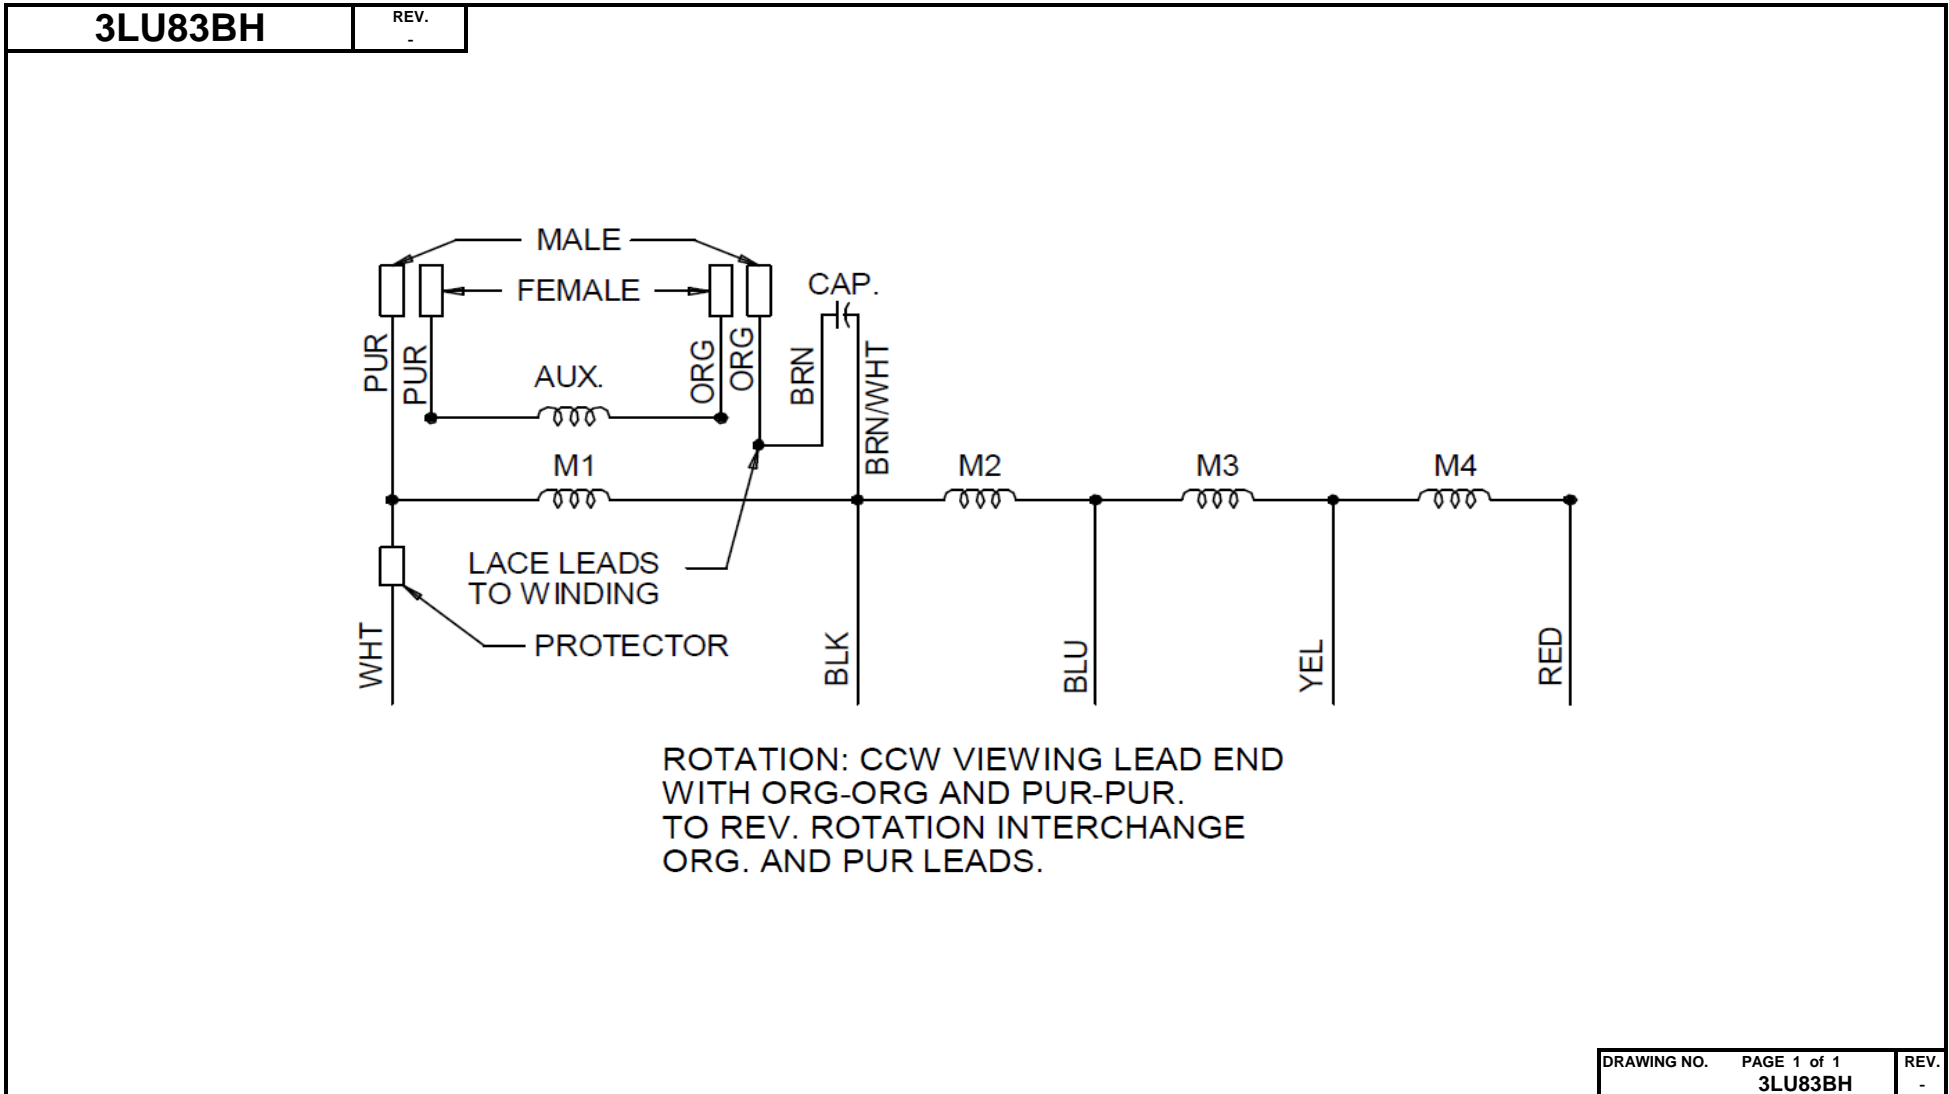 3LU83BH
REV.
-
MALE
FEMALE
CAP.
PUR
PUR
ORG
ORG
BRN
BRN/WHT
AUX.
M1
M2
M3
M4
LACE LEADS
TO WINDING
PROTECTOR
WHT
BLK
BLU
YEL
RED
ROTATION: CCW VIEWING LEAD END
WITH ORG-ORG AND PUR-PUR.
TO REV. ROTATION INTERCHANGE
ORG. AND PUR LEADS.
DRAWING NO. PAGE 1 of 1
3LU83BH
REV.
-